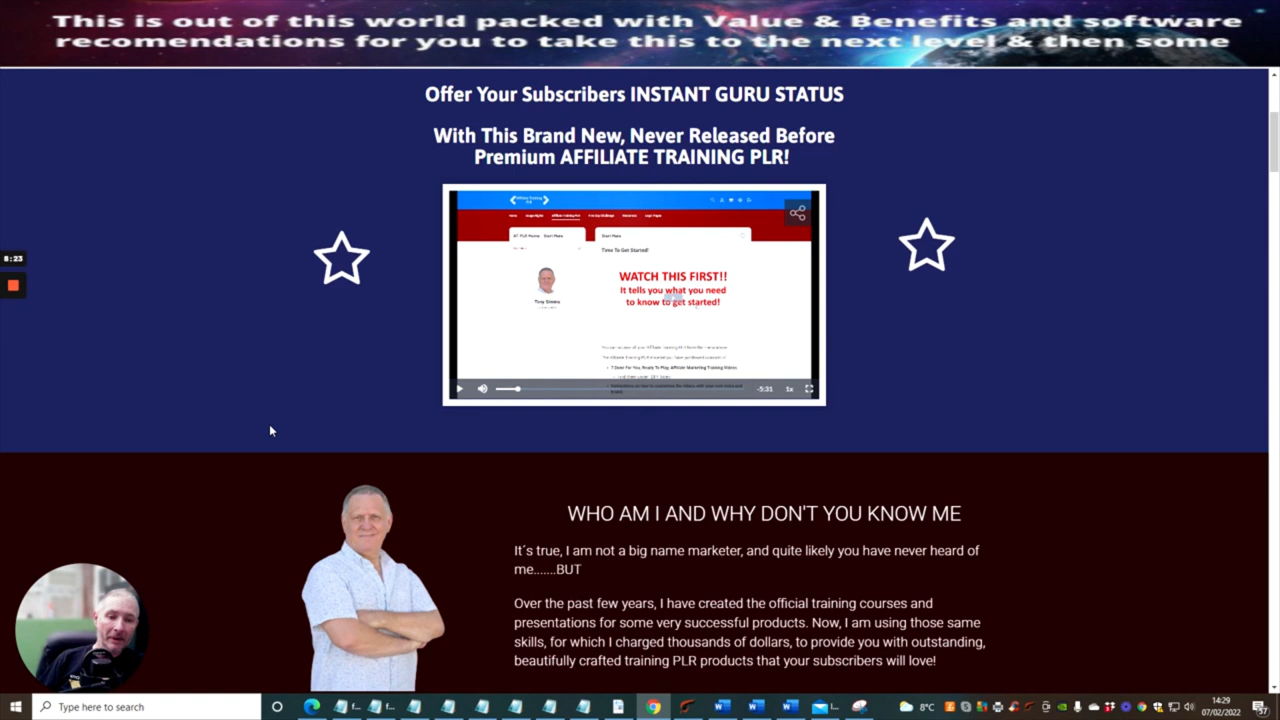 This is out of this world packed with Value & Benefits and software
recomendations for you to take this to the next level & then some
Offer Your Subscribers INSTANT GURU STATUS
With This Brand New, Never Released Before
Premium AFFILIATE TRAINING PLR!
Time To Get Started!
WATCH THIS FIRST!!
It tells you what you need
to know to get started!
Tony
-5:31
1x
WHO AM I AND WHY DON'T YOU KNOW ME
It´s true, I am not a big name marketer, and quite likely you have never heard of
me.......BUT
Over the past few years, I have created the official training courses and
presentations for some very successful products. Now, I am using those same
skills, for which I charged thousands of dollars, to provide you with outstanding,
beautifully crafted training PLR products that your subscribers will love!
Type here to search
8°C
14:29
07/02/2022